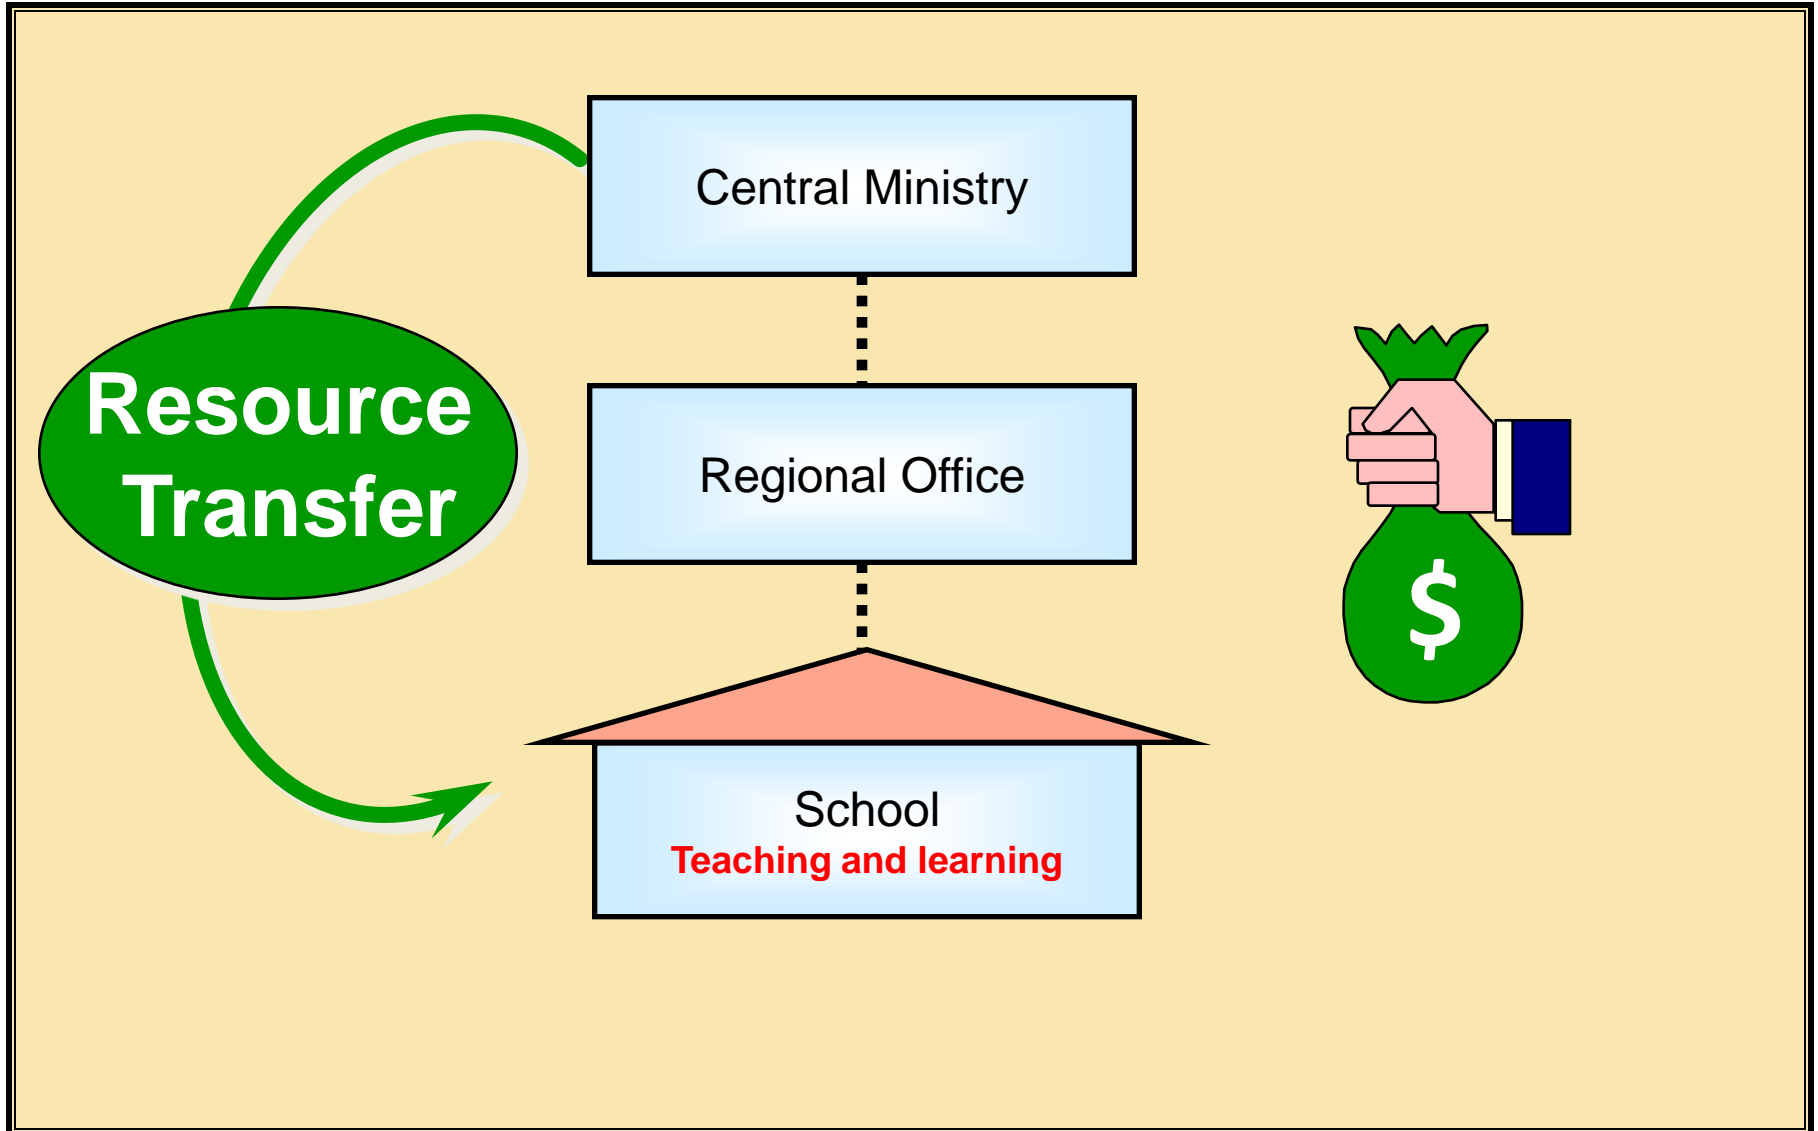 Central Ministry
Resource
Transfer
Regional Office
$
School
Teaching and learning